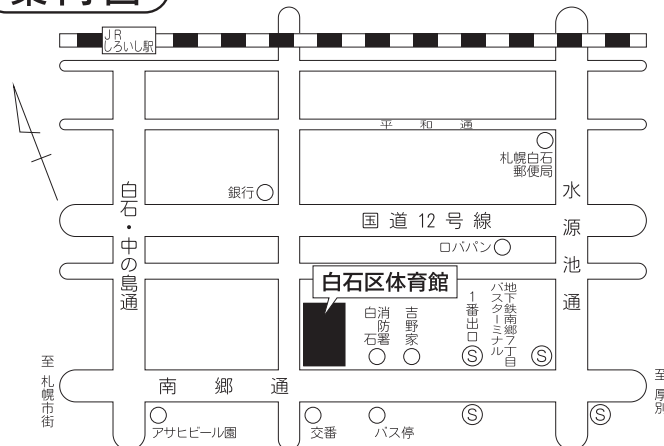 案内図
JR
しろいし駅
平和通
札幌白石
郵便局
銀行
白石・中の島通
国道12号線
水源池通
ロバパン
白石区体育館
白石
消防署
吉野家
1番出口
地下鉄南郷7丁目
バスターミナル
S
S
至 札幌市街
南郷通
至 厚別
アサヒビール園
交番
バス停
S
S